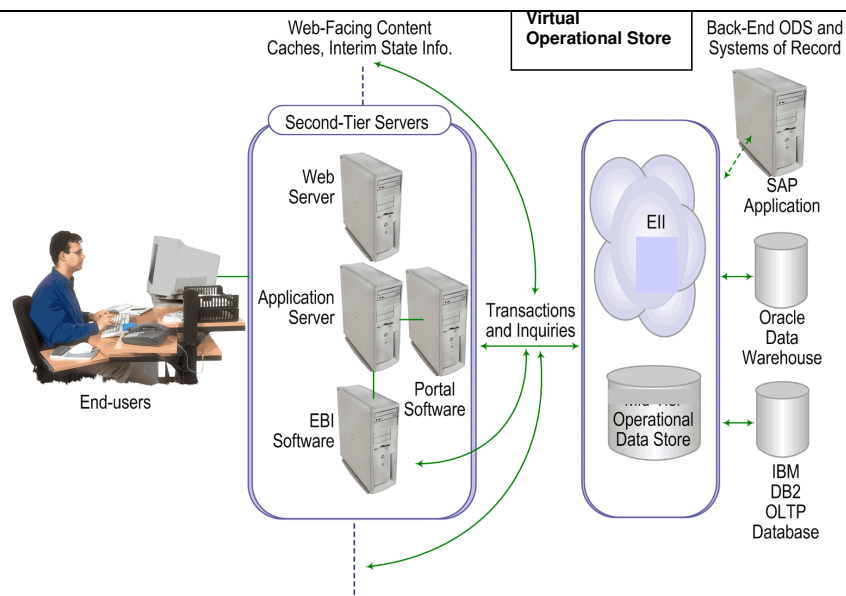 Web-Facing Content
Caches, Interim State Info.
Virtual
Operational Store
Back-End ODS and
Systems of Record
Second-Tier Servers
Web
Server
Application
Server
Portal
Software
EBI
Software
End-users
Transactions
and Inquiries
EII
Operational
Data Store
SAP
Application
Oracle
Data
Warehouse
IBM
DB2
OLTP
Database